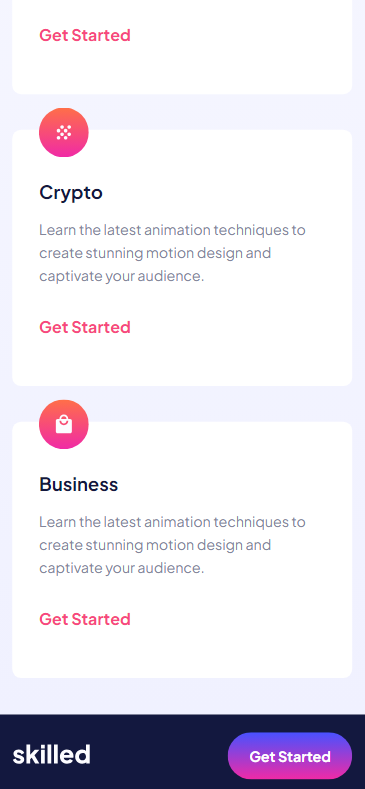 Get Started
Crypto
Learn the latest animation techniques to
create stunning motion design and
captivate your audience.
Get Started
Business
Learn the latest animation techniques to
create stunning motion design and
captivate your audience.
Get Started
skilled
Get Started